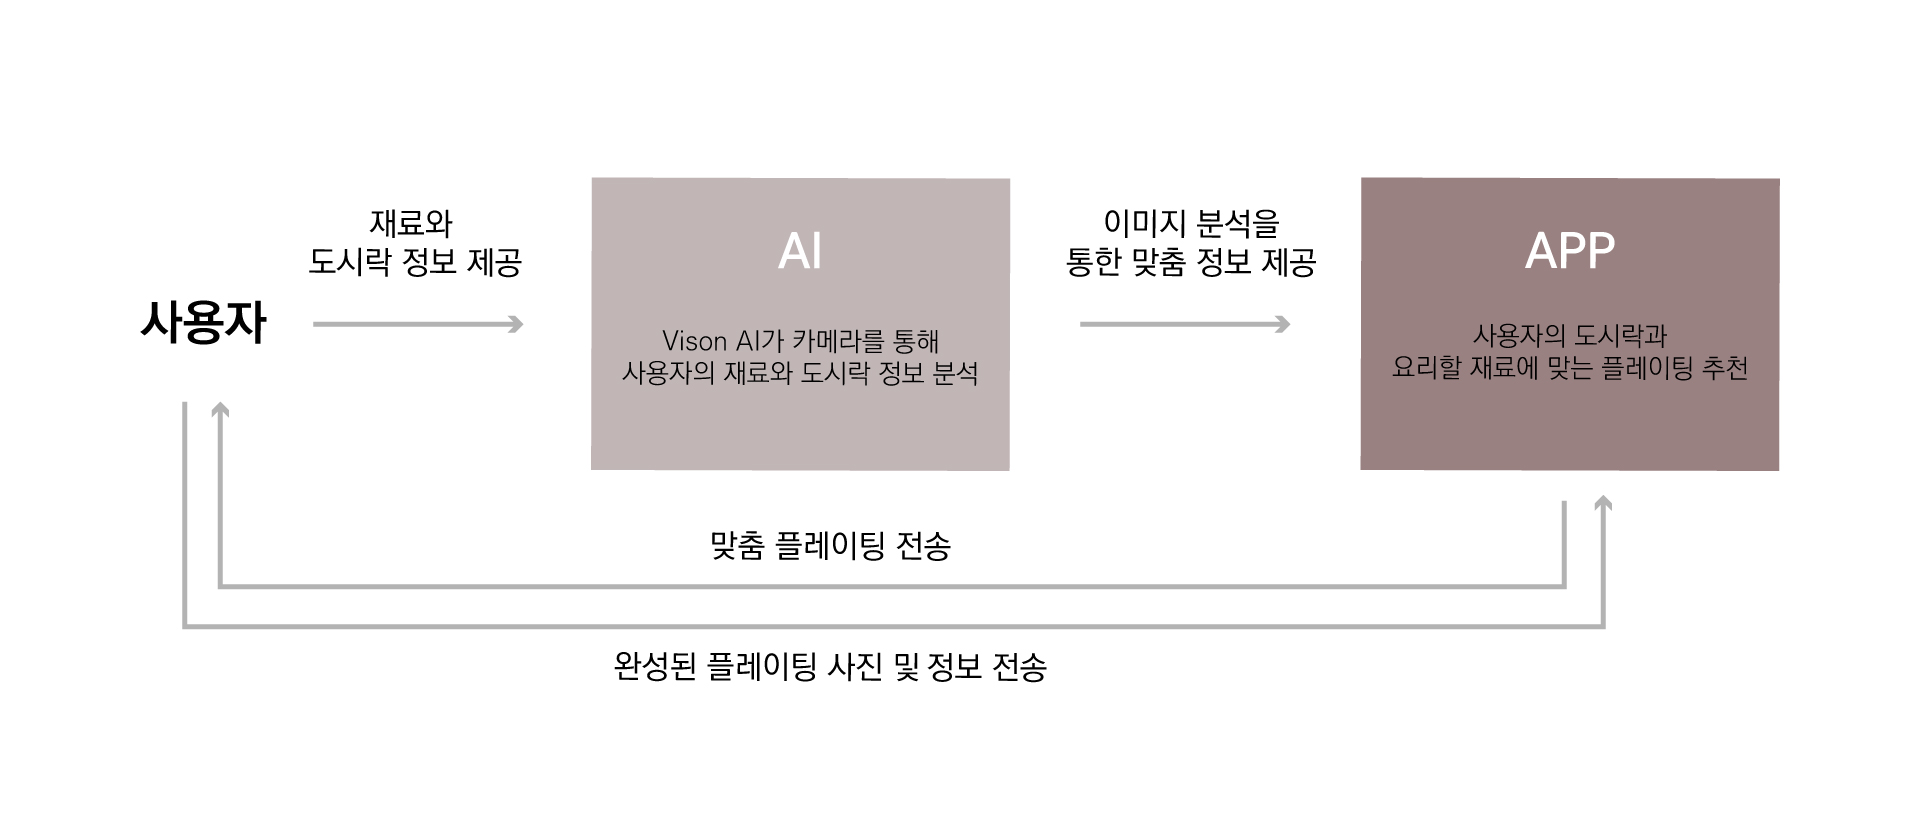 사용자
재료와
도시락 정보 제공
AI
Vison AI가 카메라를 통해
사용자의 재료와 도시락 정보 분석
이미지 분석을
통한 맞춤 정보 제공
APP
사용자의 도시락과
요리할 재료에 맞는 플레이팅 추천
맞춤 플레이팅 전송
완성된 플레이팅 사진 및 정보 전송